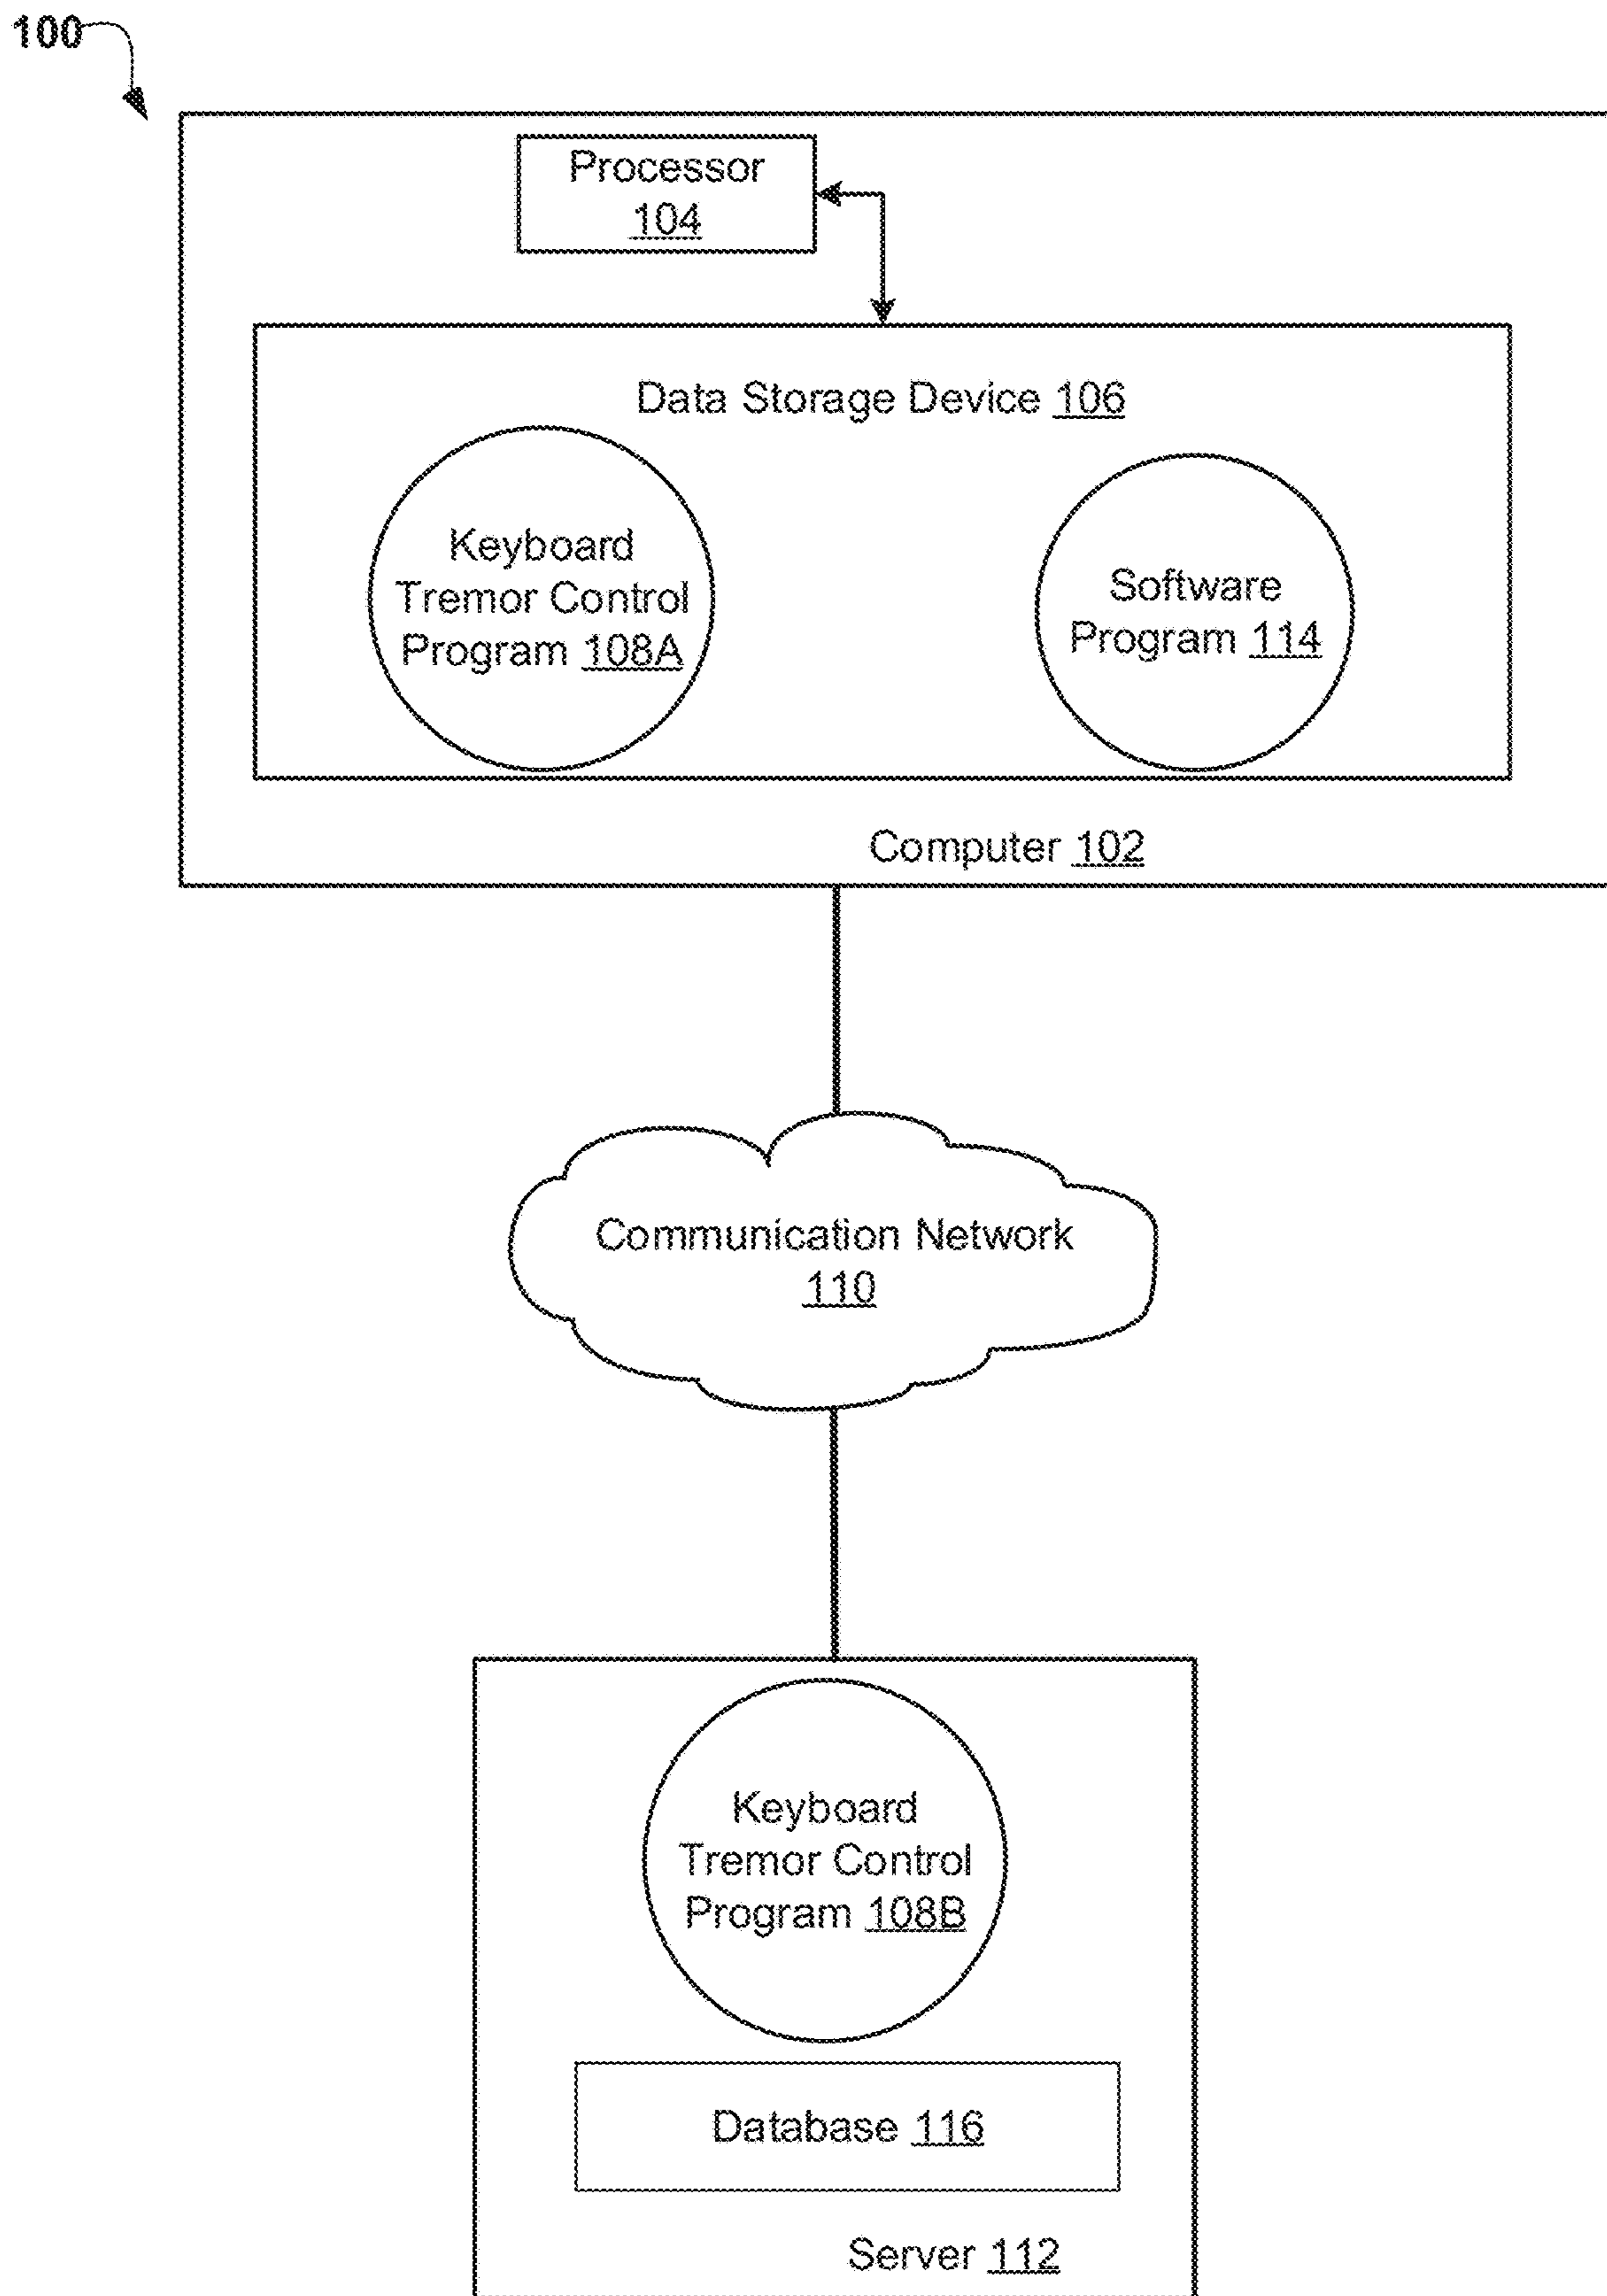 100
Processor
104
Data Storage Device 106
Keyboard
Tremor Control
Program 108A
Software
Program 114
Computer 102
Communication Network
110
Keyboard
Tremor Control
Program 108B
Database 116
Server 112